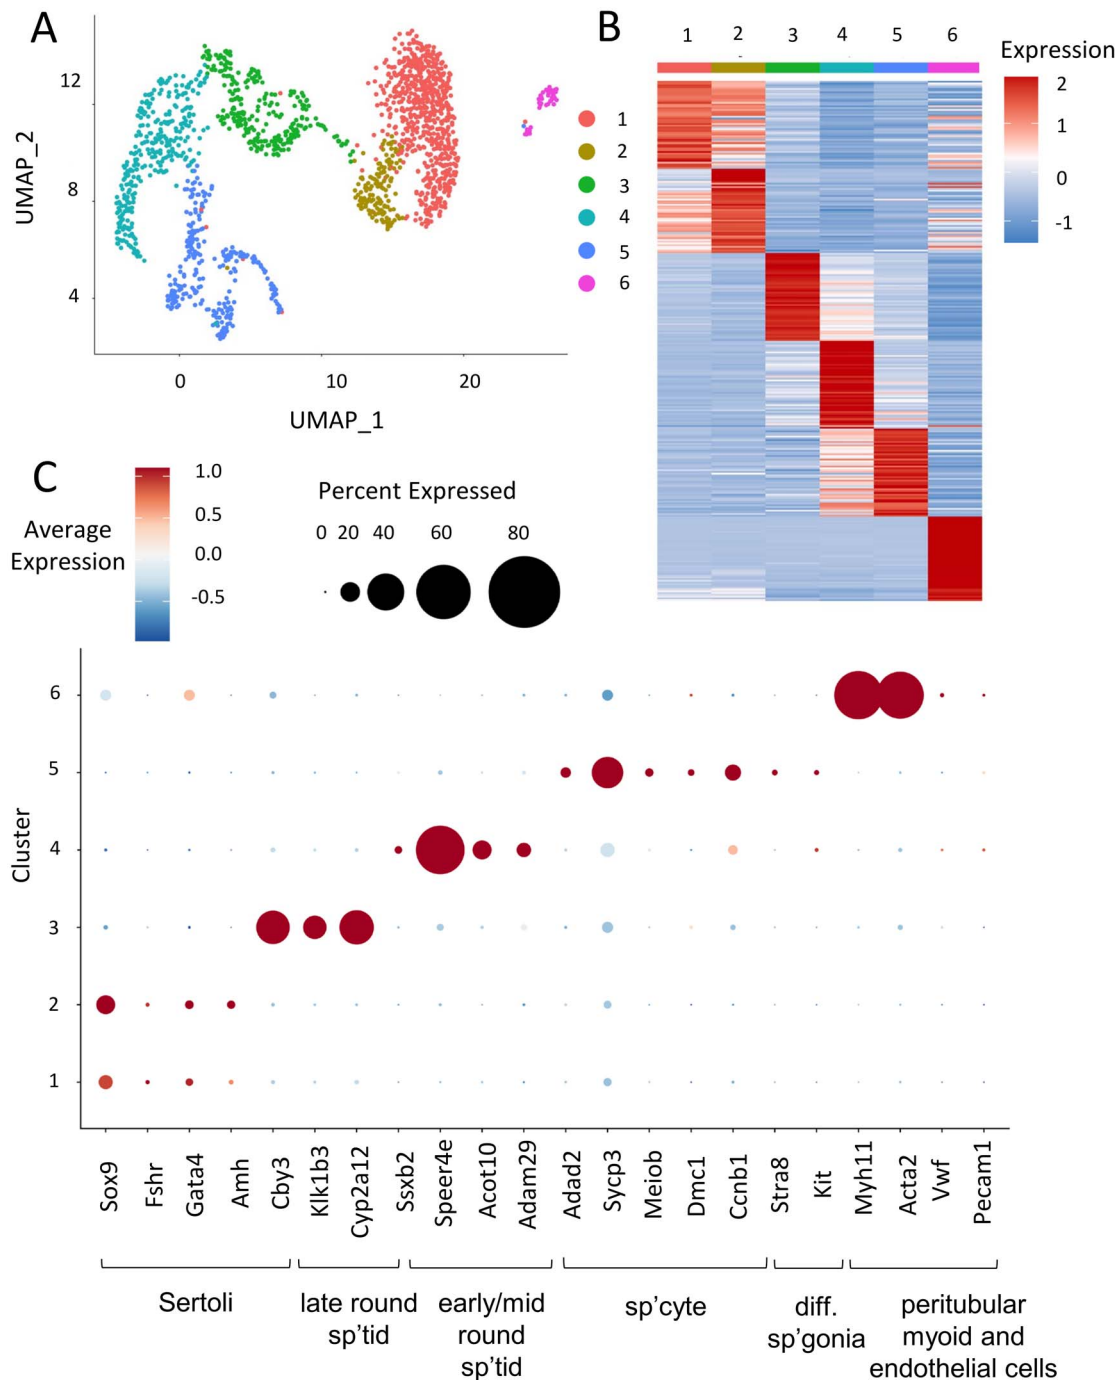 A
UMAP_2
12
8
4
0
10
20
UMAP_1
1
2
3
4
5
6
B
1 2 3 4 5 6
Expression
2
1
0
-1
C
Average
Expression
1.0
0.5
0.0
-0.5
Percent Expressed
0 20 40 60 80
Cluster
6
5
4
3
2
1
Sox9
Fshr
Gata4
Amh
Cby3
Klk1b3
Cyp2a12
Ssxb2
Speer4e
Acot10
Adam29
Adad2
Sycp3
Meiob
Dmc1
Ccnb1
Stra8
Kit
Myh11
Acta2
Vwf
Pecam1
Sertoli
late round
sp'tid
early/mid
round
sp'tid
sp'cyte
diff.
sp'gonia
peritubular
myoid and
endothelial cells